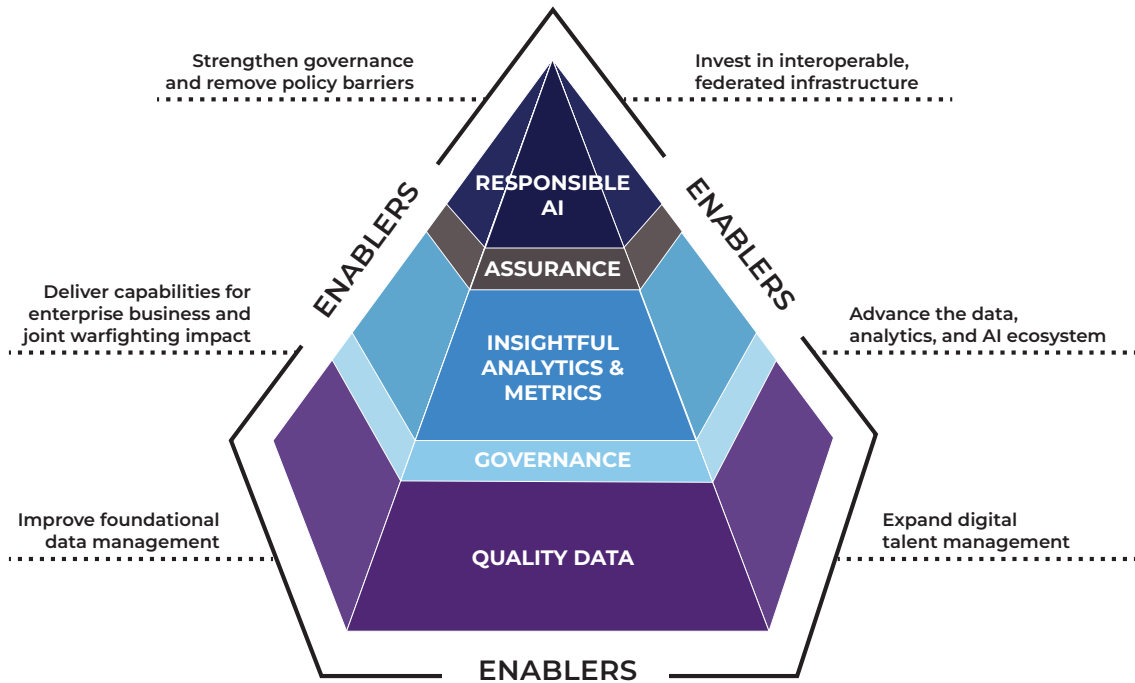 Strengthen governance
and remove policy barriers
Invest in interoperable,
federated infrastructure
RESPONSIBLE
AI
ENABLERS
ENABLERS
ASSURANCE
Deliver capabilities for
enterprise business and
joint warfighting impact
Advance the data,
analytics, and AI ecosystem
INSIGHTFUL
ANALYTICS &
METRICS
GOVERNANCE
Improve foundational
data management
Expand digital
talent management
QUALITY DATA
ENABLERS